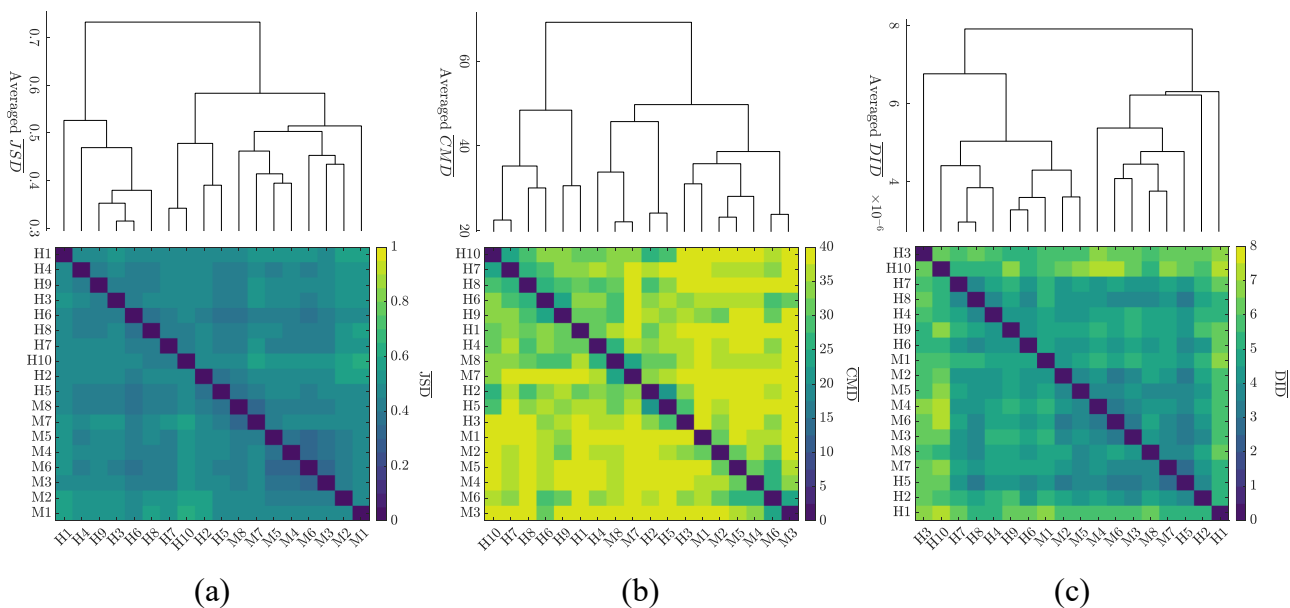 Averaged JSD
0.7
0.6
0.5
0.4
0.3
H1
H4
H9
H3
H6
H8
H7
H10
H2
H5
M8
M7
M5
M4
M6
M3
M2
M1
H1 H4 H9 H3 H6 H8 H7 H10 H2 H5 M8 M7 M5 M4 M6 M3 M2 M1
1
0.8
0.6
0.4
0.2
0
JSD
(a)
Averaged CMD
60
40
20
H10
H7
H8
H6
H9
H1
H4
M8
M7
H2
H5
H3
M1
M2
M5
M4
M6
M3
H10 H7 H8 H6 H9 H1 H4 M8 M7 H2 H5 H3 M1 M2 M5 M4 M6 M3
40
35
30
25
20
15
10
5
0
CMD
(b)
Averaged DID
×10⁻⁶
8
6
4
H3
H10
H7
H8
H4
H9
H6
M1
M2
M5
M4
M6
M3
M8
M7
H5
H2
H1
H3 H10 H7 H8 H4 H9 H6 M1 M2 M5 M4 M6 M3 M8 M7 H5 H2 H1
8
7
6
5
4
3
2
1
0
DID
(c)